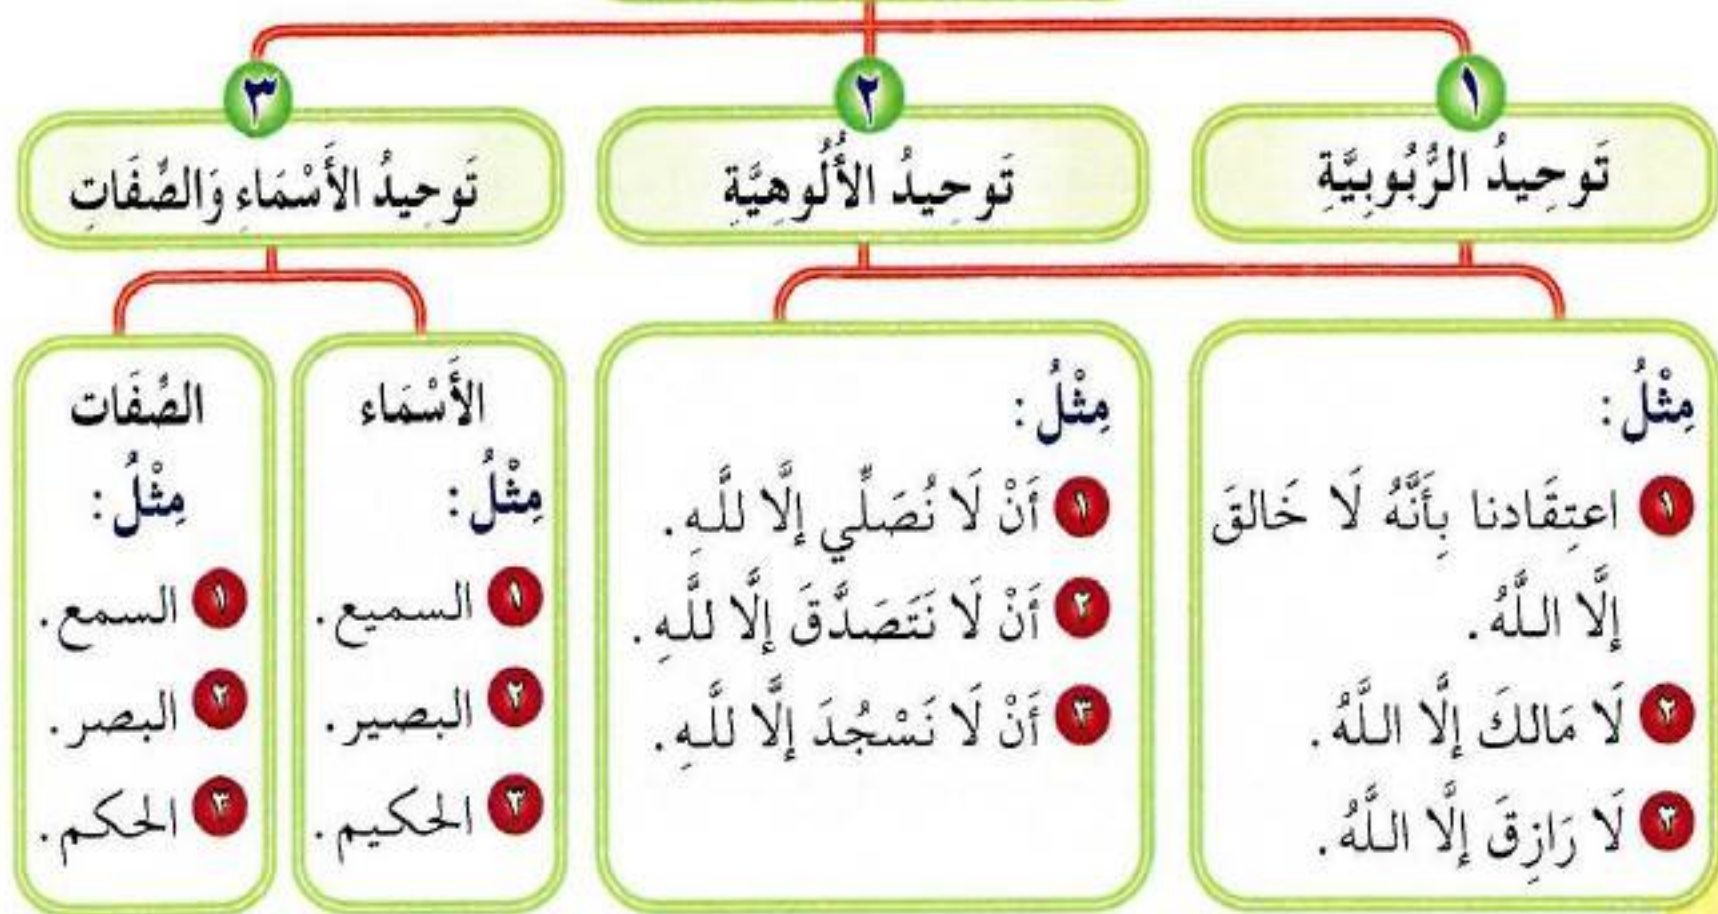 ١
تَوحِيدُ الرُّبُوبِيَّةِ
مِثْلُ:
١ اعتِقَادنا بِأَنَّهُ لَا خَالقَ
إِلَّا اللَّهُ.
٢ لَا مَالكَ إِلَّا اللَّهُ.
٣ لَا رَازِقَ إِلَّا اللَّهُ.
٢
تَوحِيدُ الأُلُوهِيَّةِ
مِثْلُ:
١ أَنْ لَا نُصَلِّي إِلَّا للَّهِ.
٢ أَنْ لَا نَتَصَدَّقَ إِلَّا للَّهِ.
٣ أَنْ لَا نَسْجُدَ إِلَّا للَّهِ.
٣
تَوحِيدُ الأَسْمَاءِ وَالصِّفَاتِ
الأَسْمَاء
مِثْلُ:
١ السميع.
٢ البصير.
٣ الحكيم.
الصِّفَات
مِثْلُ:
١ السمع.
٢ البصر.
٣ الحكم.